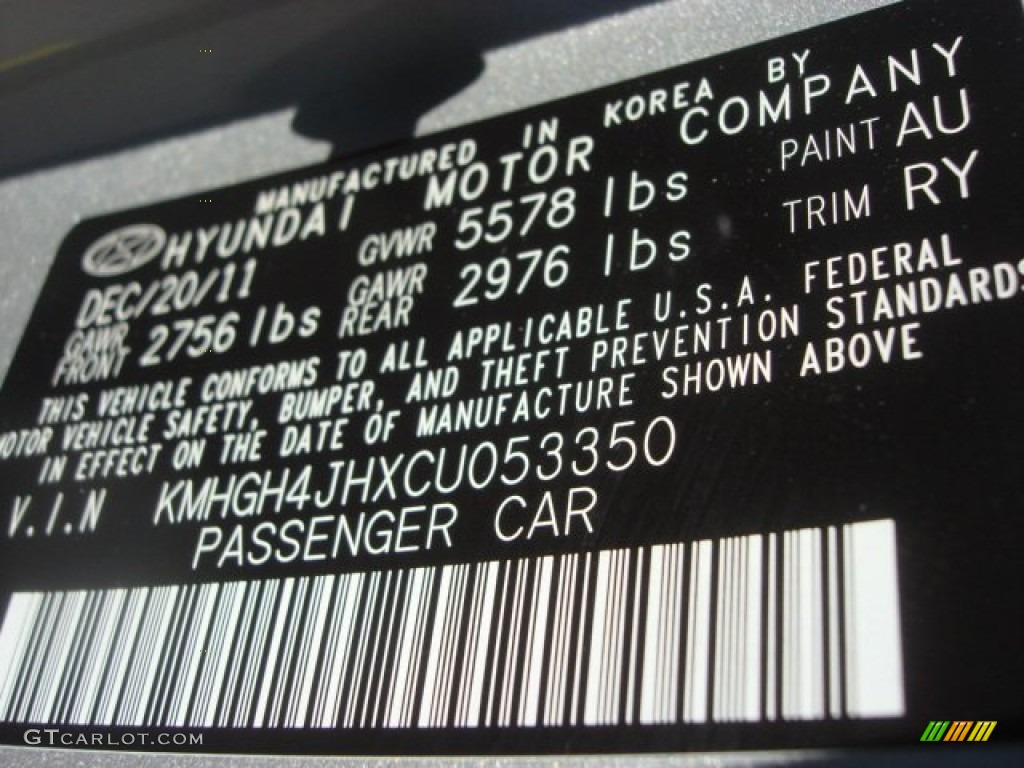 MANUFACTURED IN KOREA BY
HYUNDAI MOTOR COMPANY
DEC/20/11 GVWR 5578 lbs PAINT AU
GAWR FRONT 2756 lbs GAWR REAR 2976 lbs TRIM RY
THIS VEHICLE CONFORMS TO ALL APPLICABLE U.S.A. FEDERAL
MOTOR VEHICLE SAFETY, BUMPER, AND THEFT PREVENTION STANDARDS
IN EFFECT ON THE DATE OF MANUFACTURE SHOWN ABOVE
V.I.N KMHGH4JHXCU053350
PASSENGER CAR
GTCARLOT.COM